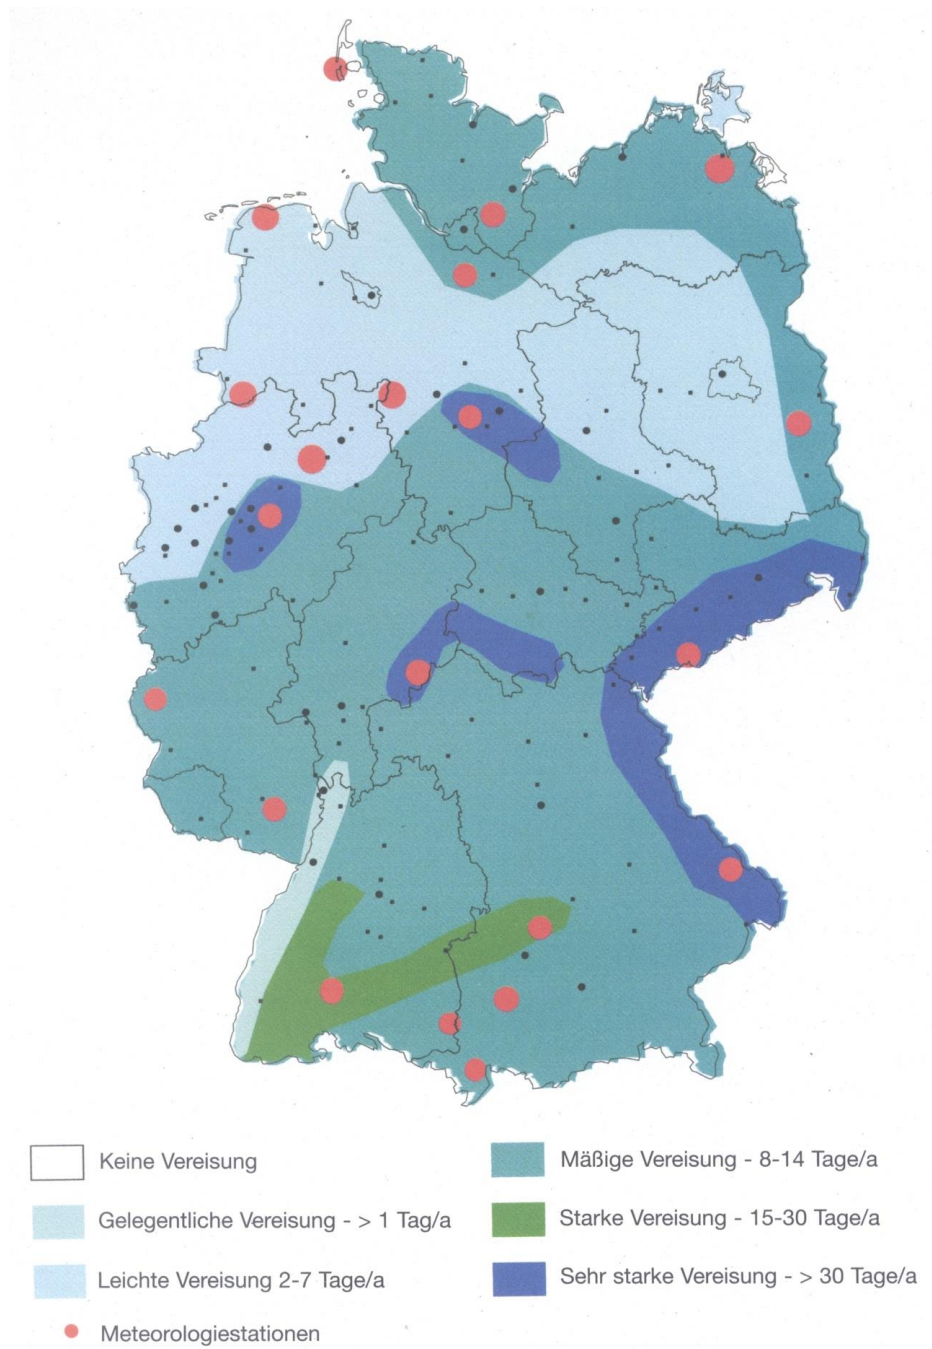 Keine Vereisung
Gelegentliche Vereisung - > 1 Tag/a
Leichte Vereisung 2-7 Tage/a
Meteorologiestationen
Mäßige Vereisung - 8-14 Tage/a
Starke Vereisung - 15-30 Tage/a
Sehr starke Vereisung - > 30 Tage/a